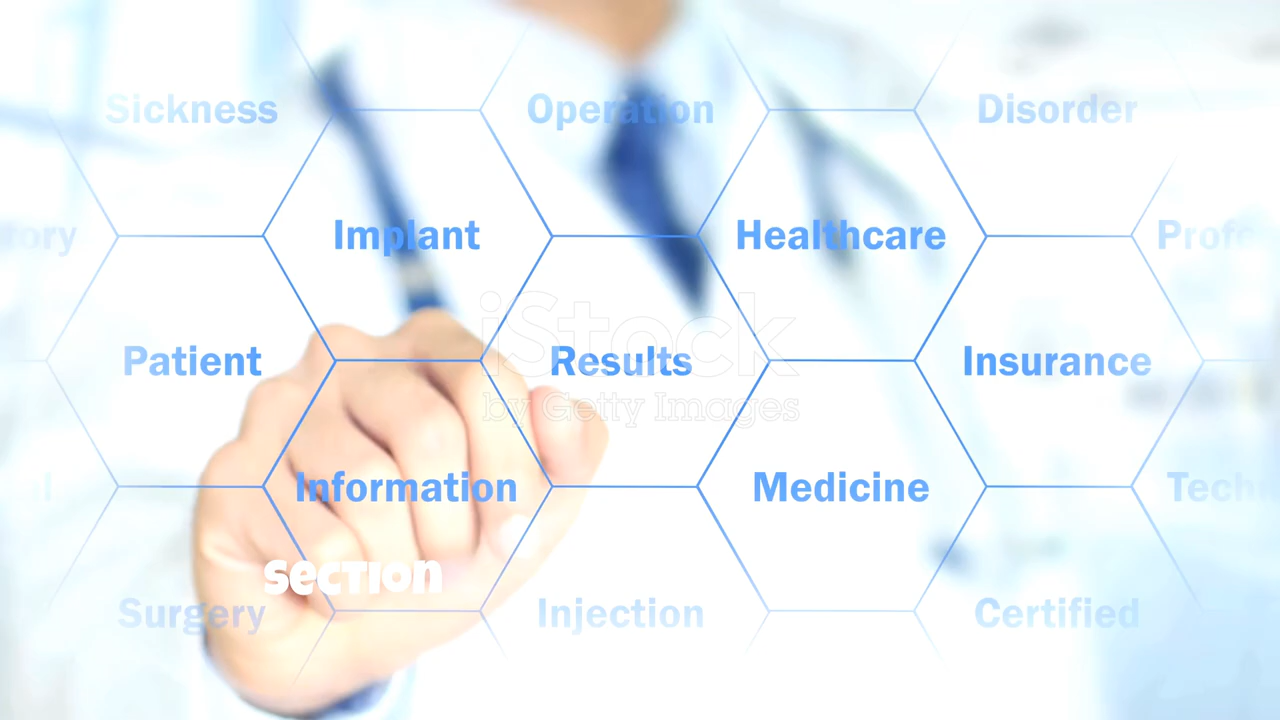 Sickness
Operation
Disorder
Implant
Healthcare
Patient
Results
Insurance
iStock
by Getty Images
Information
Medicine
section
Surgery
Injection
Certified